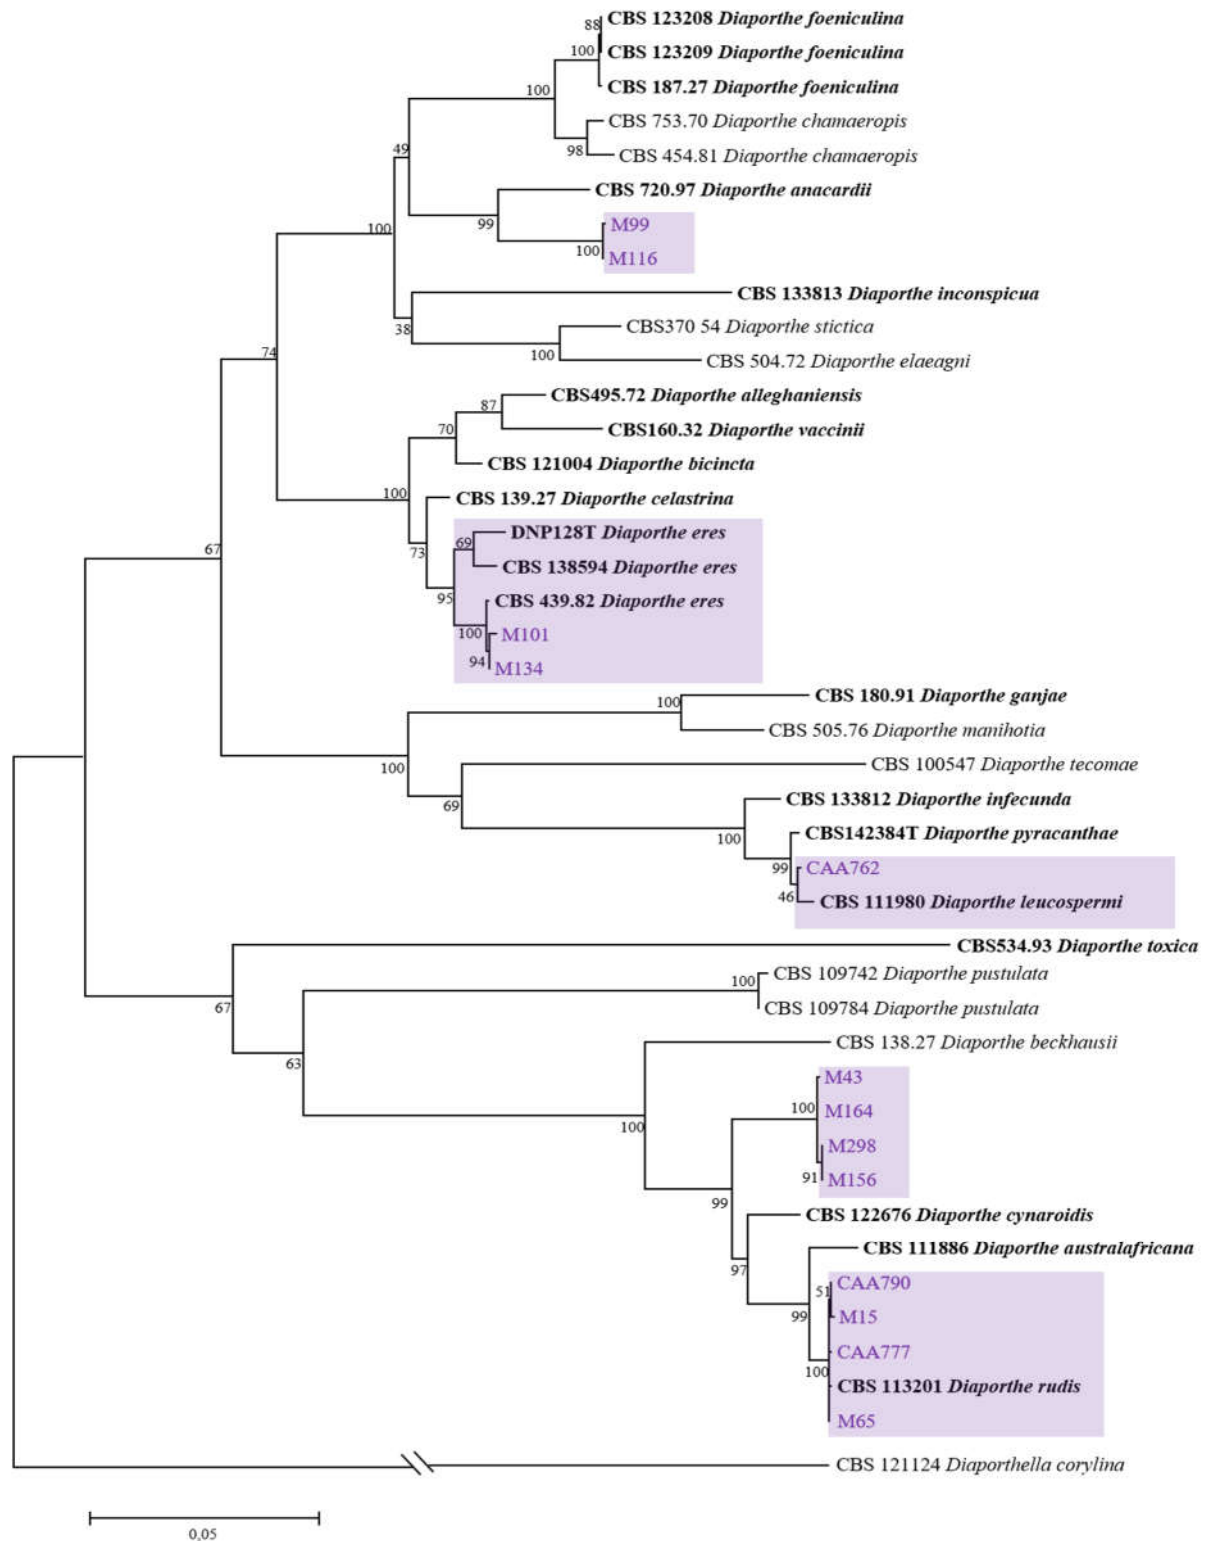 88
CBS 123208 Diaporthe foeniculina
100
CBS 123209 Diaporthe foeniculina
CBS 187.27 Diaporthe foeniculina
100
CBS 753.70 Diaporthe chamaeropis
98
CBS 454.81 Diaporthe chamaeropis
49
CBS 720.97 Diaporthe anacardii
99
M99
100
M116
100
CBS 133813 Diaporthe inconspicua
38
CBS370 54 Diaporthe stictica
100
CBS 504.72 Diaporthe elaeagni
74
CBS495.72 Diaporthe alleghaniensis
87
CBS160.32 Diaporthe vaccinii
70
CBS 121004 Diaporthe bicincta
100
CBS 139.27 Diaporthe celastrina
73
DNP128T Diaporthe eres
69
CBS 138594 Diaporthe eres
95
CBS 439.82 Diaporthe eres
100
M101
94
M134
67
CBS 180.91 Diaporthe ganjae
100
CBS 505.76 Diaporthe manihotia
100
CBS 100547 Diaporthe tecomae
69
CBS 133812 Diaporthe infecunda
100
CBS142384T Diaporthe pyracanthae
99
CAA762
46
CBS 111980 Diaporthe leucospermi
CBS534.93 Diaporthe toxica
67
CBS 109742 Diaporthe pustulata
100
CBS 109784 Diaporthe pustulata
63
CBS 138.27 Diaporthe beckhausii
100
M43
100
M164
M298
91
M156
99
CBS 122676 Diaporthe cynaroidis
97
CBS 111886 Diaporthe australafricana
99
CAA790
51
M15
CAA777
100
CBS 113201 Diaporthe rudis
M65
CBS 121124 Diaporthella corylina
0,05